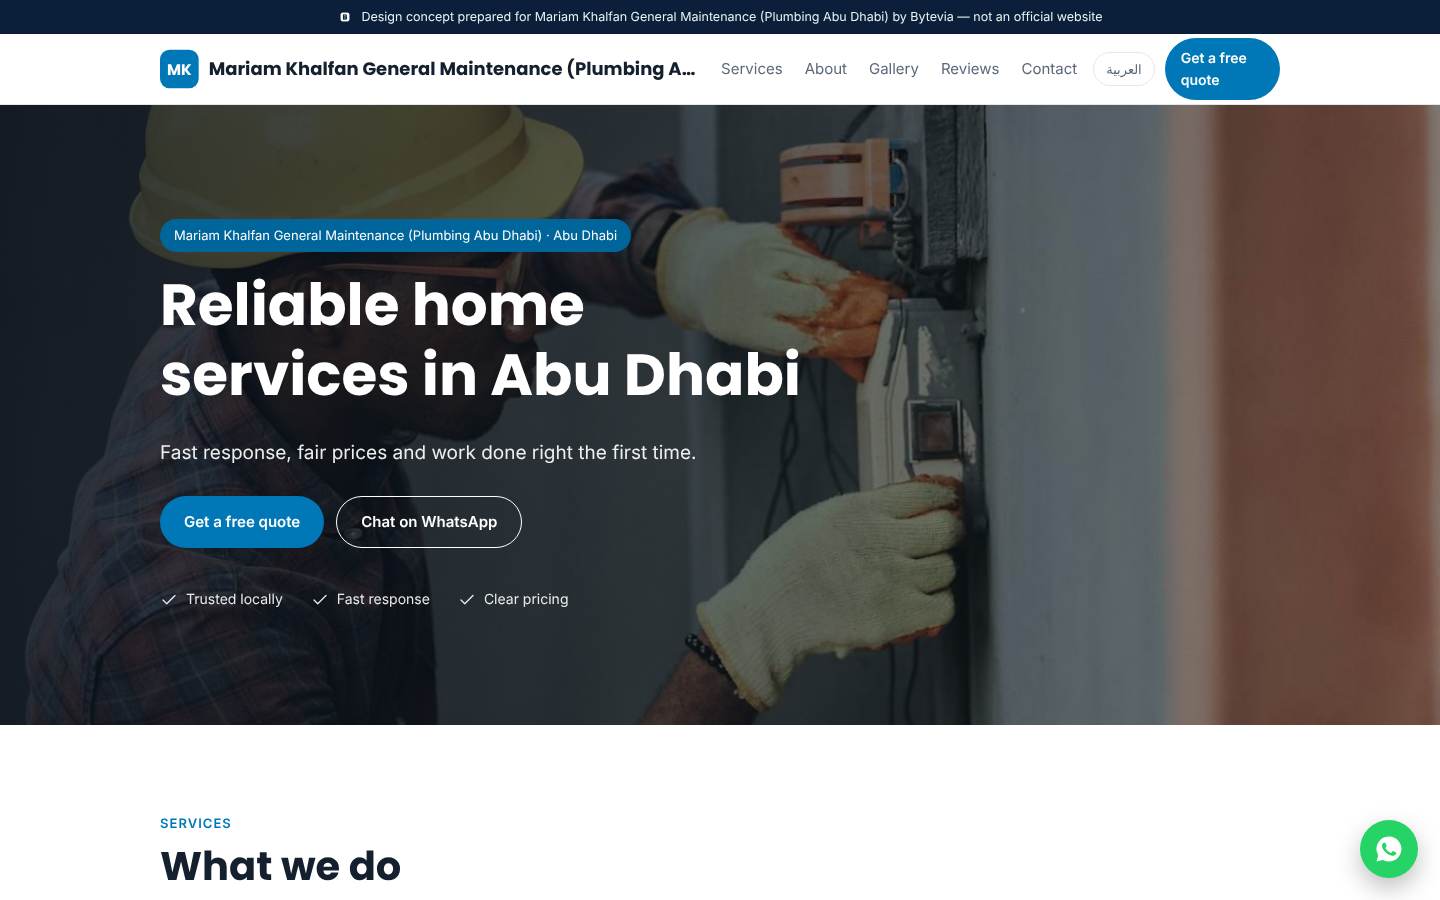 Design concept prepared for Mariam Khalfan General Maintenance (Plumbing Abu Dhabi) by Bytevia — not an official website
MK
Mariam Khalfan General Maintenance (Plumbing A...
Services
About
Gallery
Reviews
Contact
العربية
Get a free
quote
Mariam Khalfan General Maintenance (Plumbing Abu Dhabi) · Abu Dhabi
Reliable home
services in Abu Dhabi
Fast response, fair prices and work done right the first time.
Get a free quote
Chat on WhatsApp
Trusted locally
Fast response
Clear pricing
SERVICES
What we do